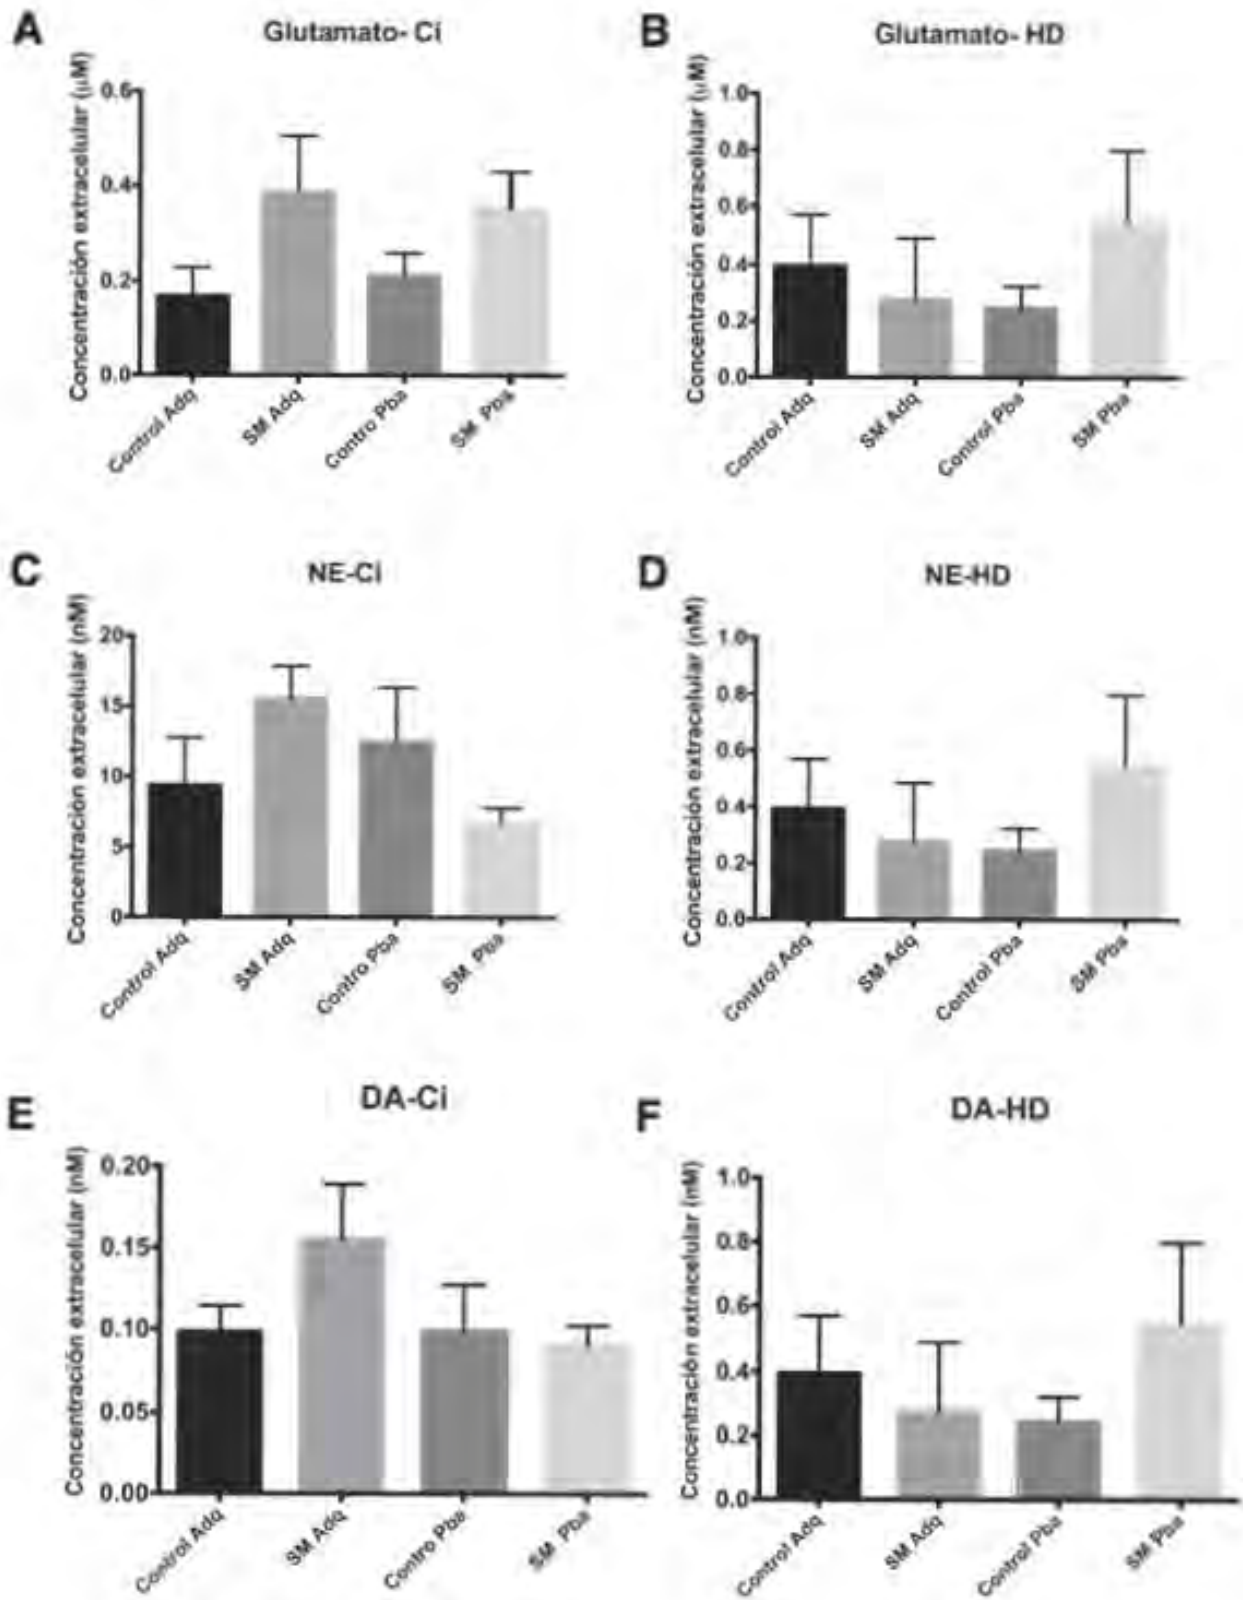 A
Glutamato- Ci
Concentración extracelular (μM)
0.6
0.4
0.2
0.0
Control Adq
SM Adq
Contro Pba
SM Pba
B
Glutamato- HD
Concentración extracelular (μM)
1.0
0.8
0.6
0.4
0.2
0.0
Control Adq
SM Adq
Control Pba
SM Pba
C
NE-Ci
Concentración extracelular (nM)
20
15
10
5
0
Control Adq
SM Adq
Contro Pba
SM Pba
D
NE-HD
Concentración extracelular (nM)
1.0
0.8
0.6
0.4
0.2
0.0
Control Adq
SM Adq
Control Pba
SM Pba
E
DA-Ci
Concentración extracelular (nM)
0.20
0.15
0.10
0.05
0.00
Control Adq
SM Adq
Contro Pba
SM Pba
F
DA-HD
Concentración extracelular (nM)
1.0
0.8
0.6
0.4
0.2
0.0
Control Adq
SM Adq
Control Pba
SM Pba